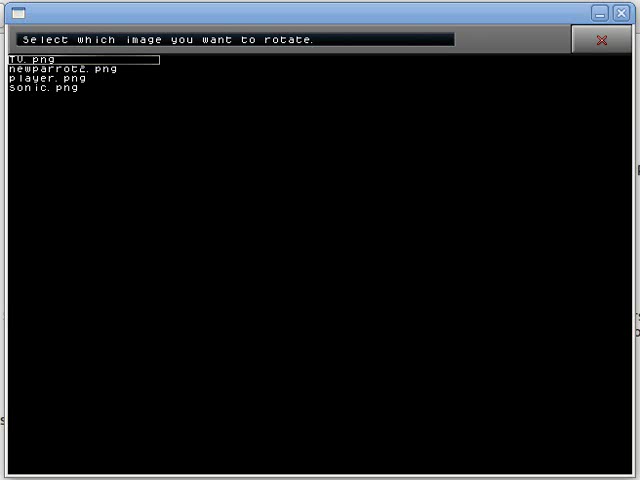 Select which image you want to rotate.
TV.png
newparrot2.png
player.png
sonic.png